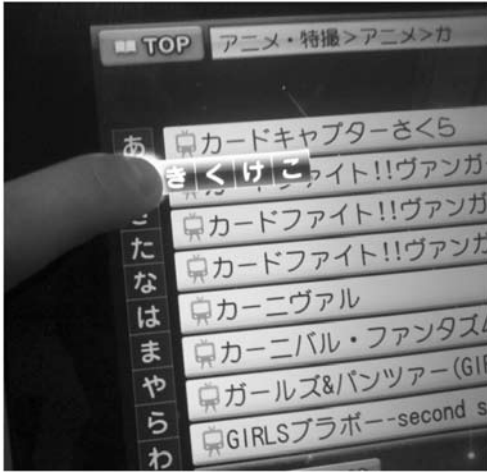 TOP アニメ・特撮>アニメ>カ
あ カードキャプターさくら
きくけこ
ァイト!!ヴァンガ
さ カードファイト!!ヴァンガ
た カードファイト!!ヴァンガ
な カーニヴァル
は
ま カーニバル・ファンタズム
や ガールズ&パンツァー(GI
ら GIRLSブラボー-second s
わ